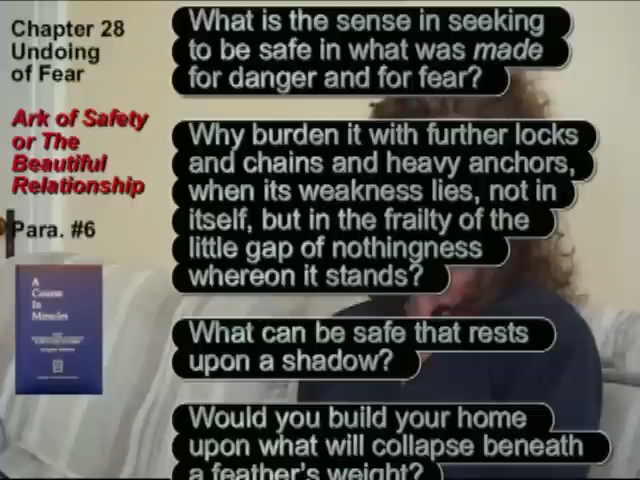 Chapter 28
Undoing
of Fear
Ark of Safety
or The
Beautiful
Relationship
Para. #6
A
Course
In
Miracles
What is the sense in seeking
to be safe in what was made
for danger and for fear?
Why burden it with further locks
and chains and heavy anchors,
when its weakness lies, not in
itself, but in the frailty of the
little gap of nothingness
whereon it stands?
What can be safe that rests
upon a shadow?
Would you build your home
upon what will collapse beneath
a feather's weight?